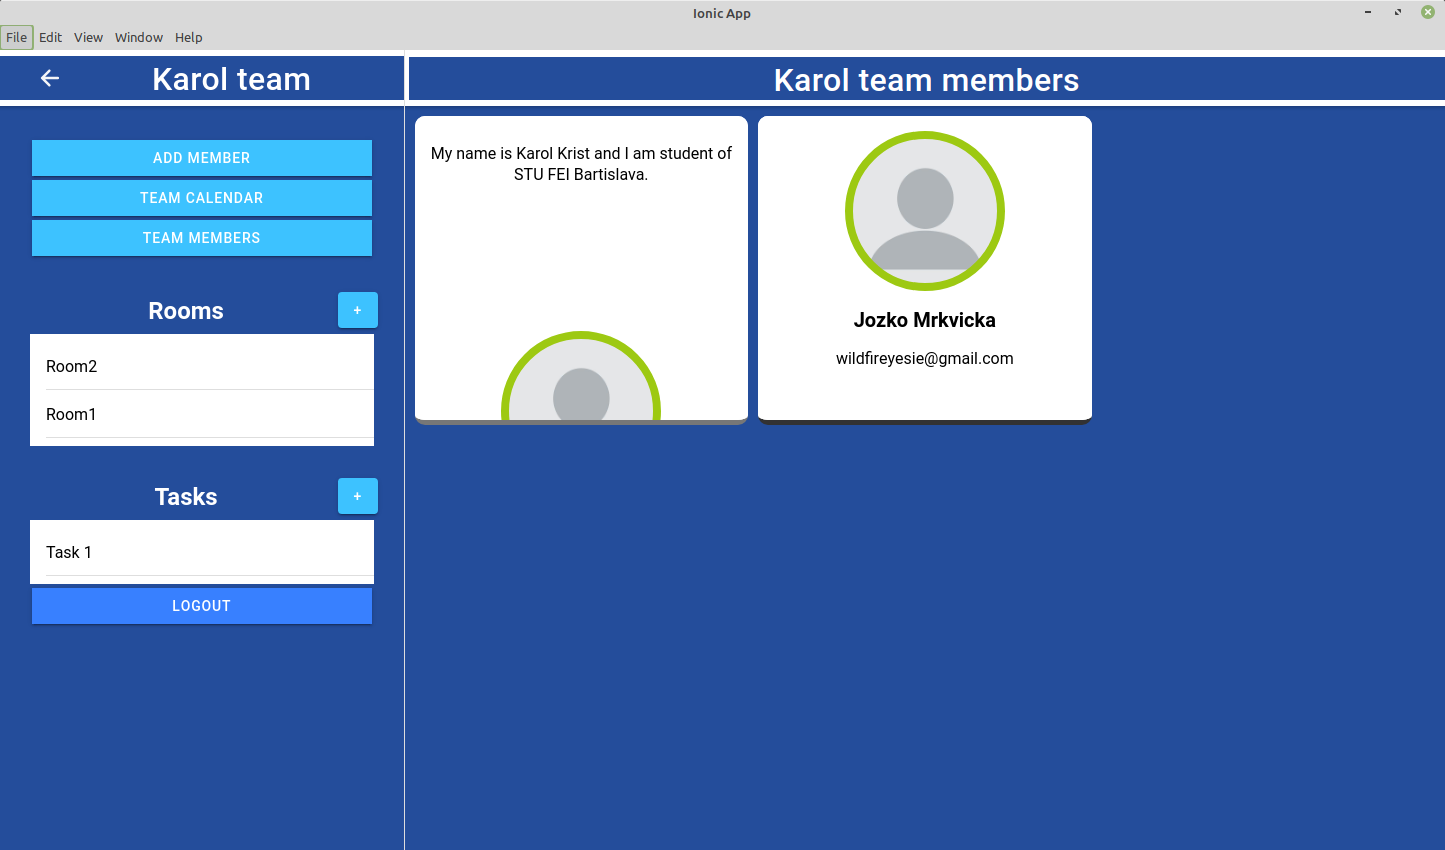 Ionic App
File Edit View Window Help
Karol team
ADD MEMBER
TEAM CALENDAR
TEAM MEMBERS
Rooms
+
Room2
Room1
Tasks
+
Task 1
LOGOUT
Karol team members
My name is Karol Krist and I am student of
STU FEI Bartislava.
Jozko Mrkvicka
wildfireyesie@gmail.com